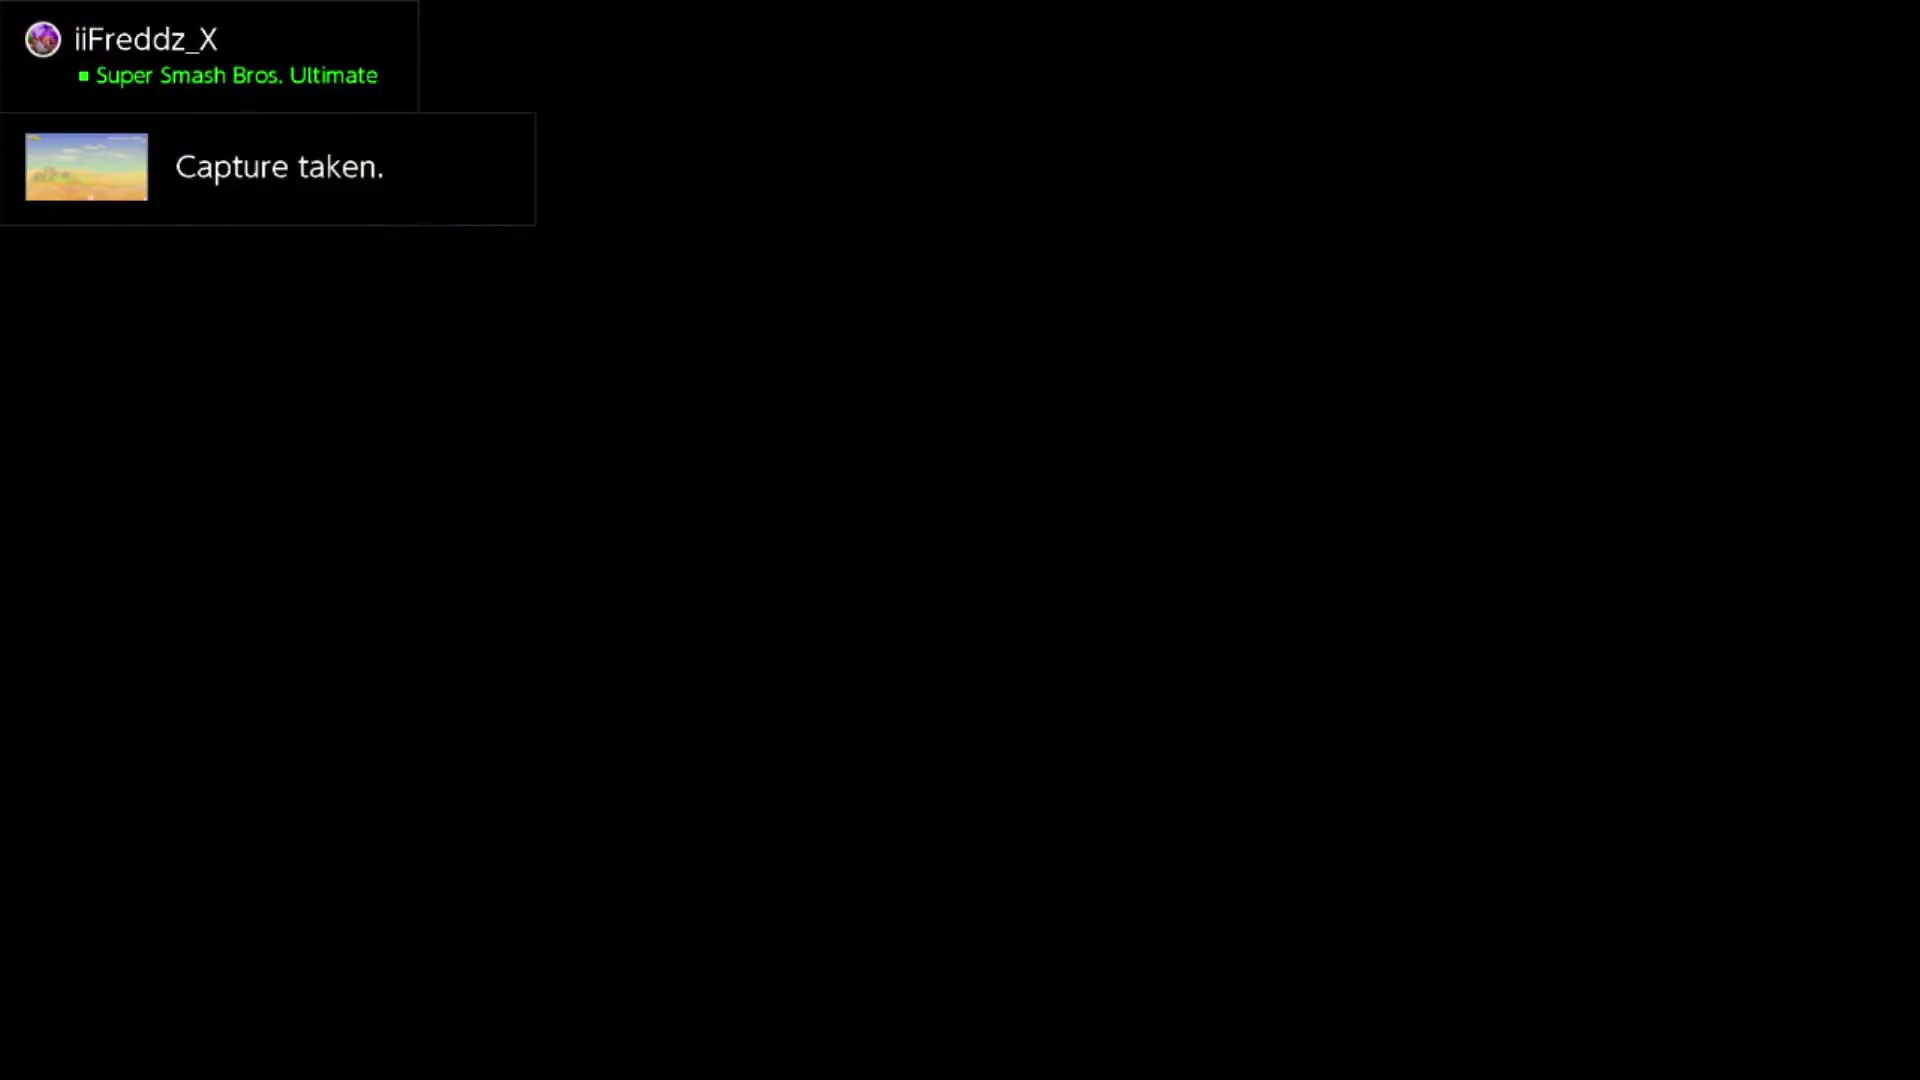 iiFreddz_X
Super Smash Bros. Ultimate
Capture taken.